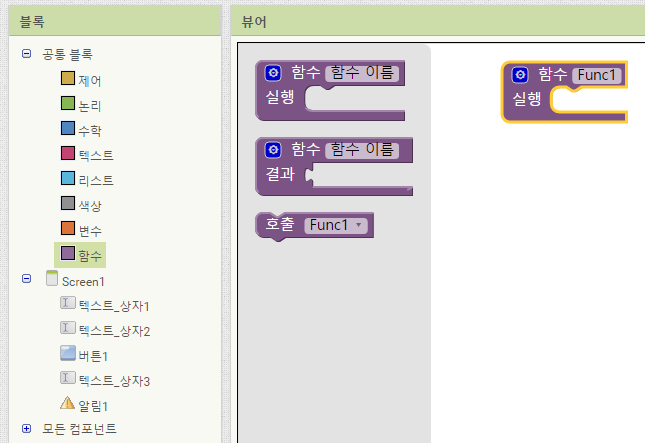 블록
공통 블록
제어
논리
수학
텍스트
리스트
색상
변수
함수
Screen1
텍스트_상자1
텍스트_상자2
버튼1
텍스트_상자3
알림1
모든 컴포넌트
뷰어
함수 함수 이름
실행
함수 함수 이름
결과
호출 Func1
함수 Func1
실행